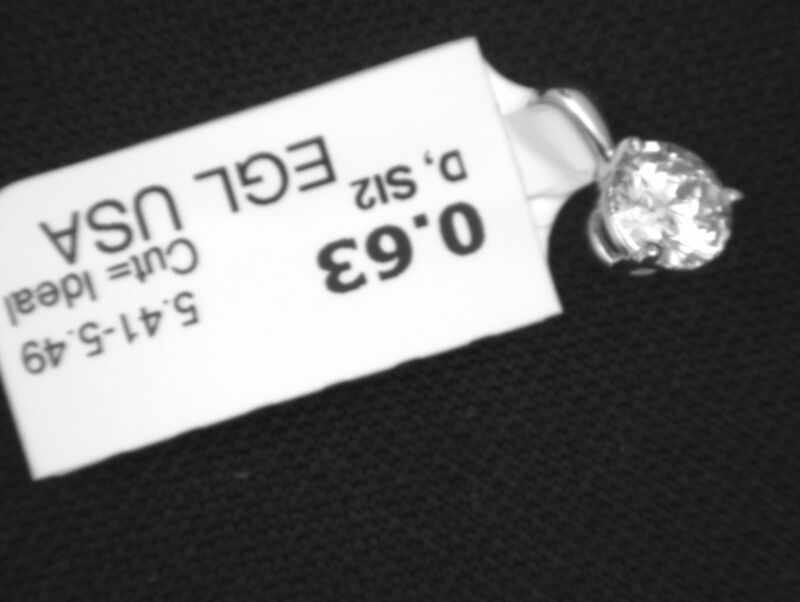 0.63 5.41-5.49
D, SI2 Cut= Ideal
EGL USA